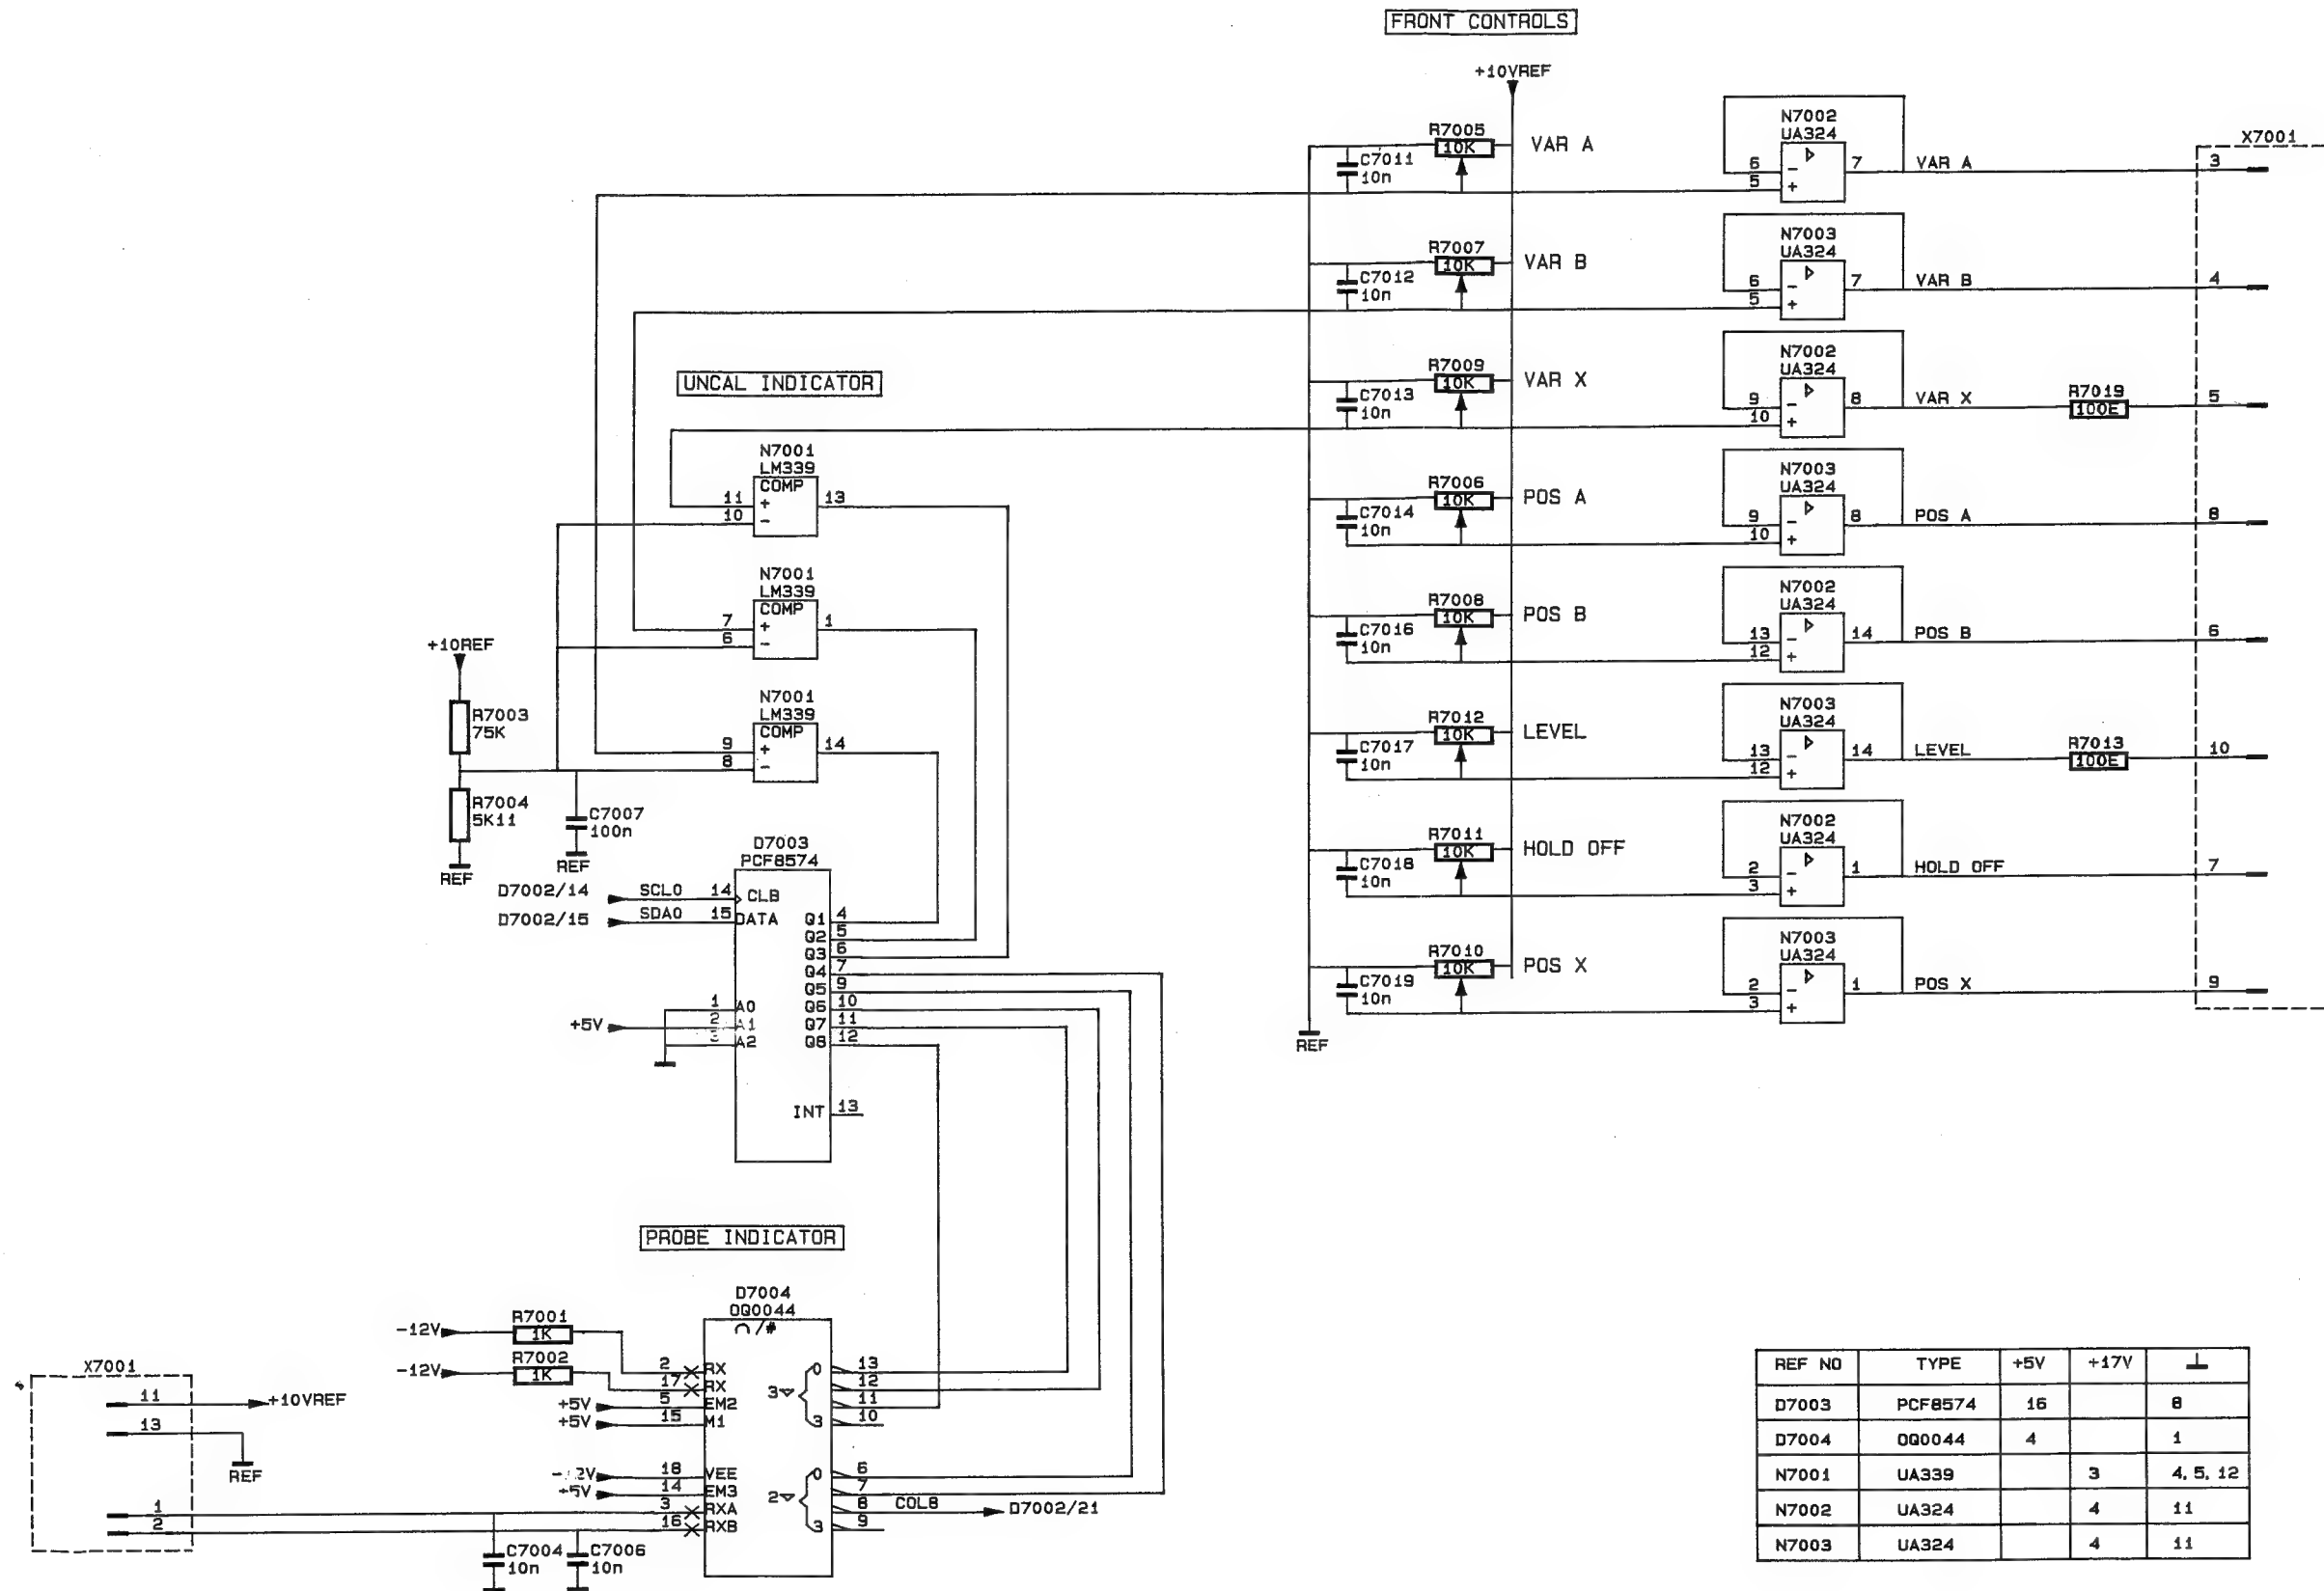 FRONT CONTROLS
+10VREF
R7005
10K
VAR A
C7011
10n
N7002
UA324
6
5
-
+
7
VAR A
3
X7001
R7007
10K
VAR B
C7012
10n
N7003
UA324
6
5
-
+
7
VAR B
4
R7009
10K
VAR X
C7013
10n
N7002
UA324
9
10
-
+
8
VAR X
R7019
100E
5
R7006
10K
POS A
C7014
10n
N7003
UA324
9
10
-
+
8
POS A
8
R7008
10K
POS B
C7016
10n
N7002
UA324
13
12
-
+
14
POS B
6
R7012
10K
LEVEL
C7017
10n
N7003
UA324
13
12
-
+
14
LEVEL
R7013
100E
10
R7011
10K
HOLD OFF
C7018
10n
N7002
UA324
2
3
-
+
1
HOLD OFF
7
R7010
10K
POS X
C7019
10n
N7003
UA324
2
3
-
+
1
POS X
9
REF
UNCAL INDICATOR
N7001
LM339
COMP
11
+
10
-
13
N7001
LM339
COMP
7
+
6
-
1
N7001
LM339
COMP
9
+
8
-
14
+10REF
R7003
75K
R7004
5K11
REF
C7007
100n
REF
D7003
PCF8574
D7002/14 SCL0 14 CLB
D7002/15 SDA0 15 DATA
Q1 4
Q2 5
Q3 6
Q4 7
Q5 9
Q6 10
Q7 11
Q8 12
1 A0
+5V 2 A1
3 A2
INT 13
PROBE INDICATOR
D7004
OQ0044
∩/#
-12V R7001 1K 2 RX
-12V R7002 1K 17 RX
+5V 5 EM2
+5V 15 M1
-12V 18 VEE
+5V 14 EM3
3 RXA
16 RXB
3 0 3
13
12
11
10
2 0 3
6
7
8 COL8 D7002/21
9
X7001
11 +10VREF
13
REF
1
2
C7004
10n
C7006
10n
REF NO TYPE +5V +17V ⊥
D7003 PCF8574 16 8
D7004 OQ0044 4 1
N7001 UA339 3 4, 5, 12
N7002 UA324 4 11
N7003 UA324 4 11